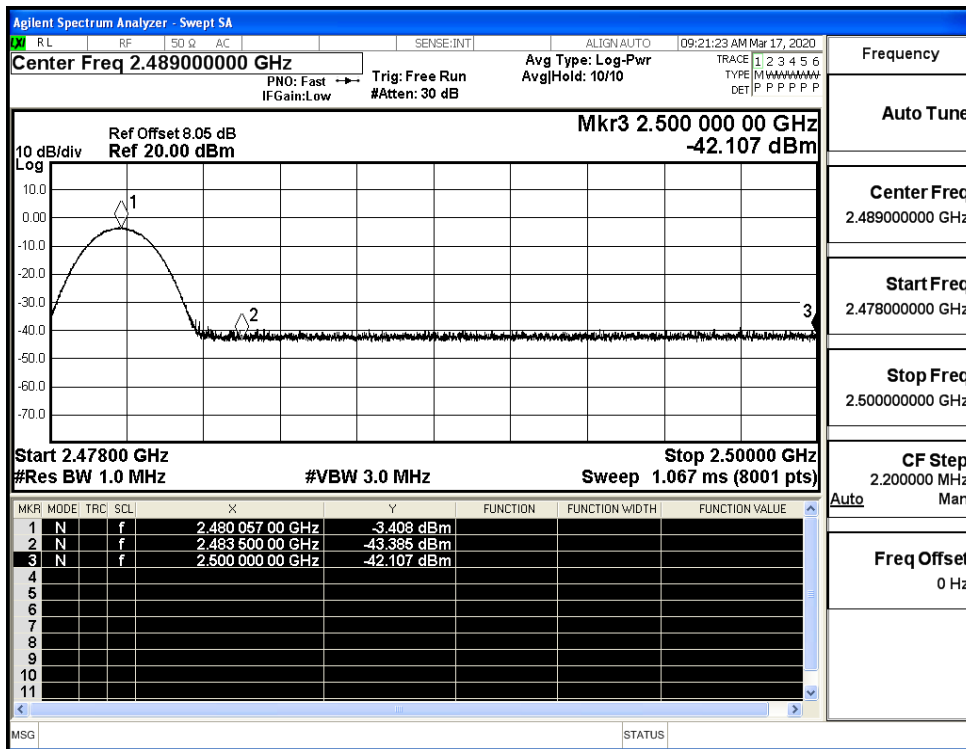 Agilent Spectrum Analyzer - Swept SA
LXI RL RF 50 Ω AC SENSE:INT ALIGN AUTO 09:21:23 AM Mar 17, 2020
Center Freq 2.489000000 GHz
PNO: Fast
IFGain:Low
Trig: Free Run
#Atten: 30 dB
Avg Type: Log-Pwr
Avg|Hold: 10/10
TRACE 1 2 3 4 5 6
TYPE M WWWWW
DET P P P P P P
Frequency
Ref Offset 8.05 dB
10 dB/div Ref 20.00 dBm
Log
Mkr3 2.500 000 00 GHz
-42.107 dBm
10.0
0.00
-10.0
-20.0
-30.0
-40.0
-50.0
-60.0
-70.0
1
2
3
Start 2.47800 GHz Stop 2.50000 GHz
#Res BW 1.0 MHz #VBW 3.0 MHz Sweep 1.067 ms (8001 pts)
MKR MODE TRC SCL X Y FUNCTION FUNCTION WIDTH FUNCTION VALUE
1 N f 2.480 057 00 GHz -3.408 dBm
2 N f 2.483 500 00 GHz -43.385 dBm
3 N f 2.500 000 00 GHz -42.107 dBm
4
5
6
7
8
9
10
11
MSG STATUS
Auto Tune
Center Freq
2.489000000 GHz
Start Freq
2.478000000 GHz
Stop Freq
2.500000000 GHz
CF Step
2.200000 MHz
Auto Man
Freq Offset
0 Hz